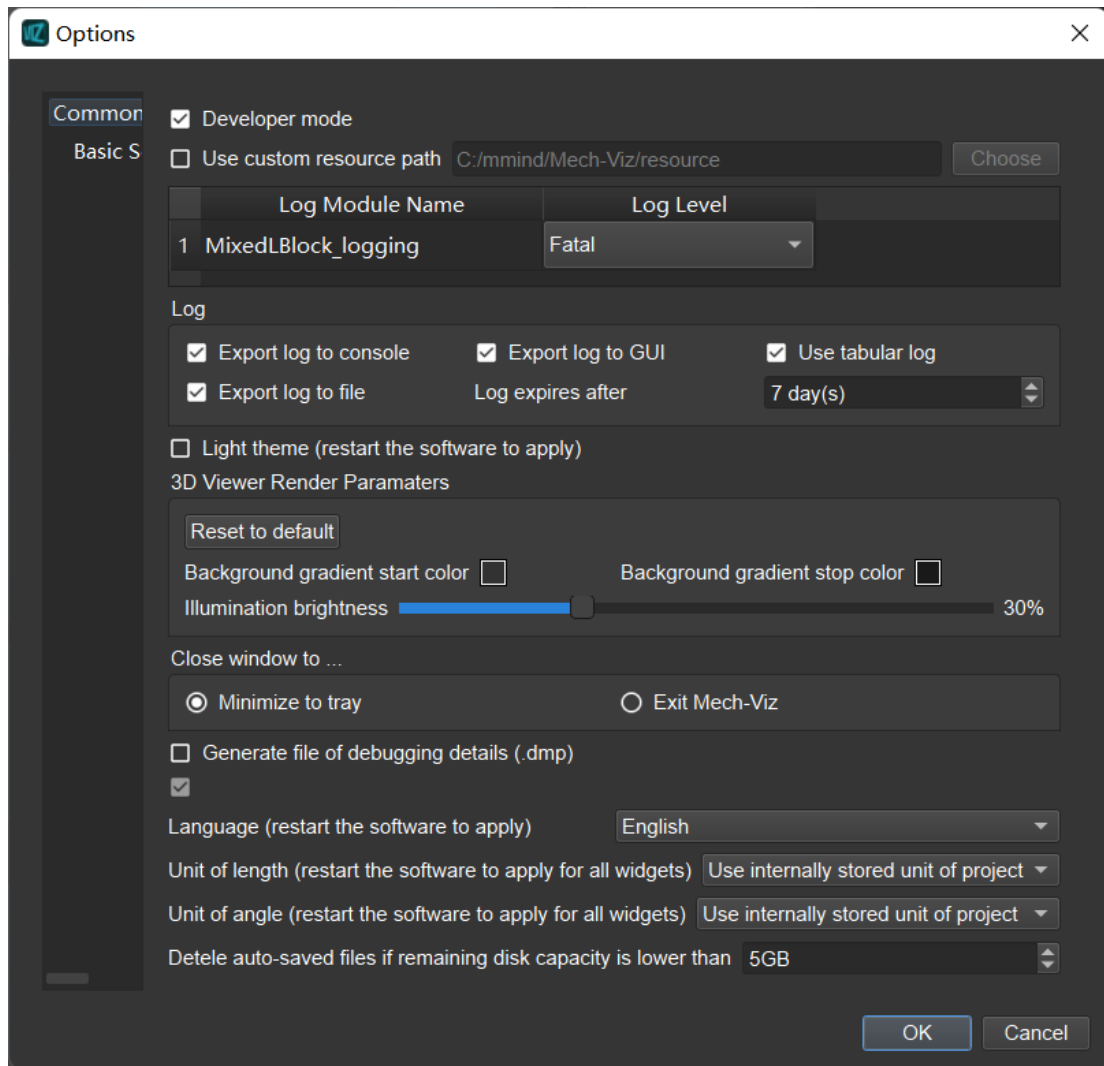 Options
Common
Basic S
Developer mode
Use custom resource path C:/mmind/Mech-Viz/resource Choose
Log Module Name Log Level
1 MixedLBlock_logging Fatal
Log
Export log to console Export log to GUI Use tabular log
Export log to file Log expires after 7 day(s)
Light theme (restart the software to apply)
3D Viewer Render Paramaters
Reset to default
Background gradient start color Background gradient stop color
Illumination brightness 30%
Close window to ...
Minimize to tray Exit Mech-Viz
Generate file of debugging details (.dmp)
Language (restart the software to apply) English
Unit of length (restart the software to apply for all widgets) Use internally stored unit of project
Unit of angle (restart the software to apply for all widgets) Use internally stored unit of project
Detele auto-saved files if remaining disk capacity is lower than 5GB
OK Cancel